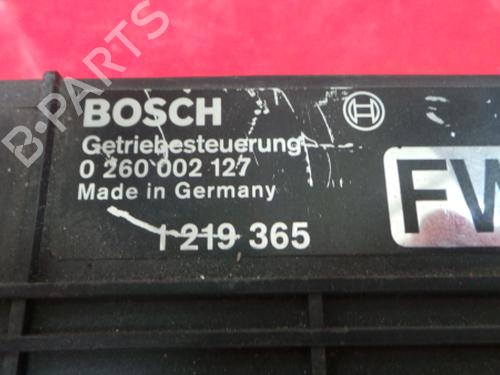 B-PARTS
BOSCH
Getriebesteuerung
0 260 002 127
Made in Germany
1 219 365
FW